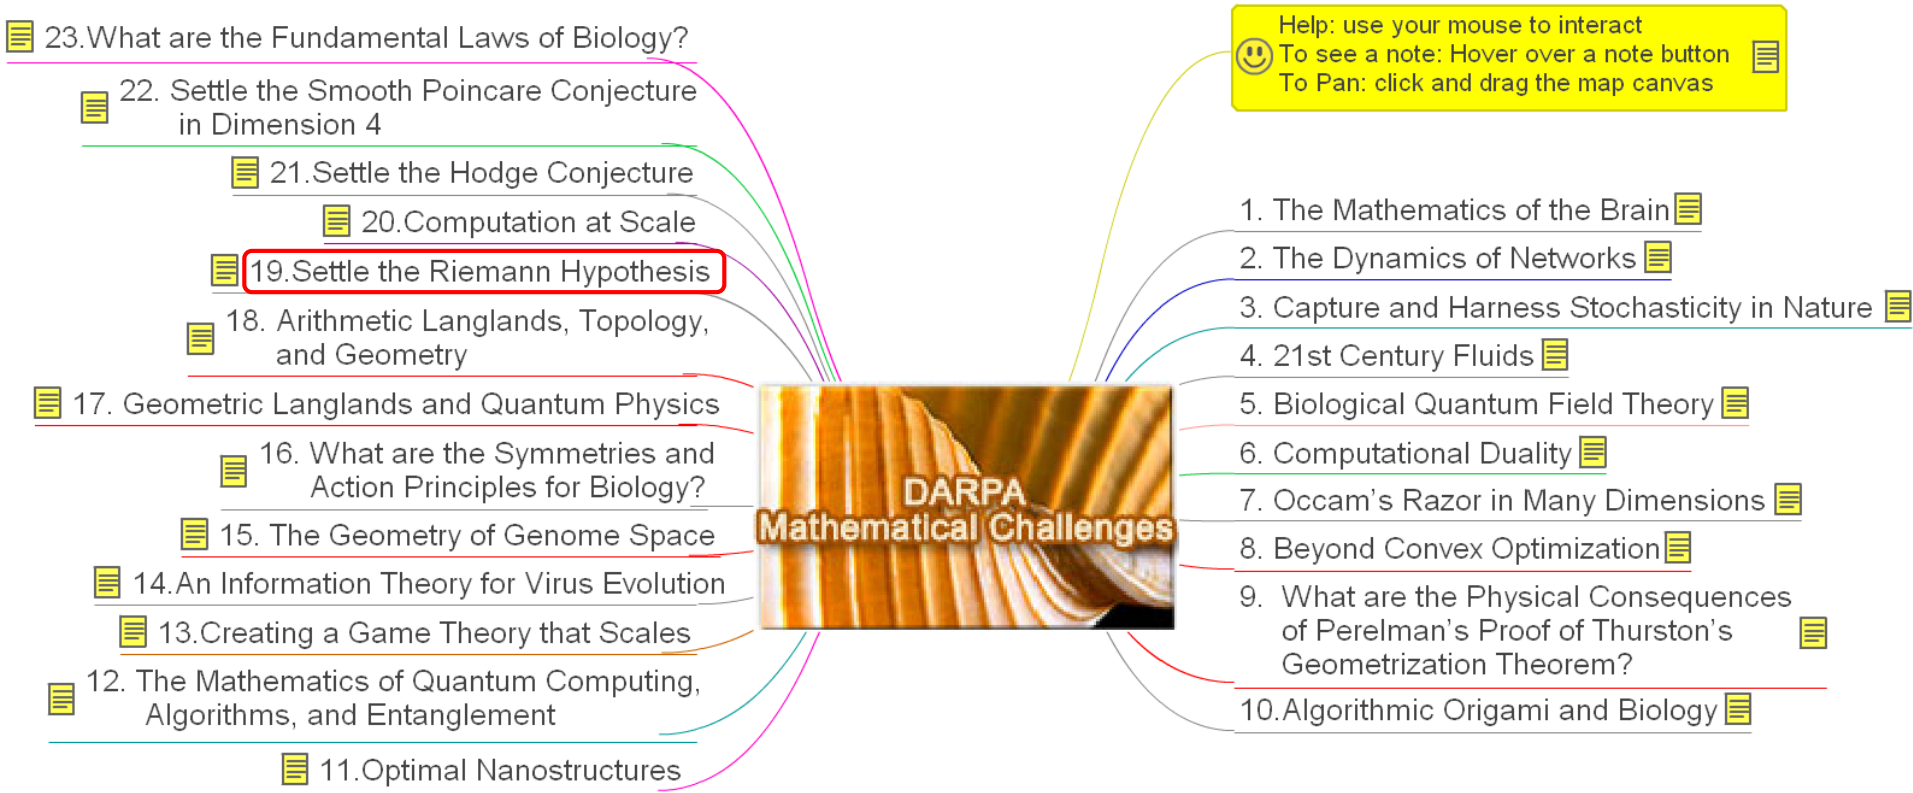 23.What are the Fundamental Laws of Biology?
22. Settle the Smooth Poincare Conjecture
in Dimension 4
21.Settle the Hodge Conjecture
20.Computation at Scale
19.Settle the Riemann Hypothesis
18. Arithmetic Langlands, Topology,
and Geometry
17. Geometric Langlands and Quantum Physics
16. What are the Symmetries and
Action Principles for Biology?
15. The Geometry of Genome Space
14.An Information Theory for Virus Evolution
13.Creating a Game Theory that Scales
12. The Mathematics of Quantum Computing,
Algorithms, and Entanglement
11.Optimal Nanostructures
DARPA
Mathematical Challenges
Help: use your mouse to interact
To see a note: Hover over a note button
To Pan: click and drag the map canvas
1. The Mathematics of the Brain
2. The Dynamics of Networks
3. Capture and Harness Stochasticity in Nature
4. 21st Century Fluids
5. Biological Quantum Field Theory
6. Computational Duality
7. Occam's Razor in Many Dimensions
8. Beyond Convex Optimization
9. What are the Physical Consequences
of Perelman's Proof of Thurston's
Geometrization Theorem?
10.Algorithmic Origami and Biology